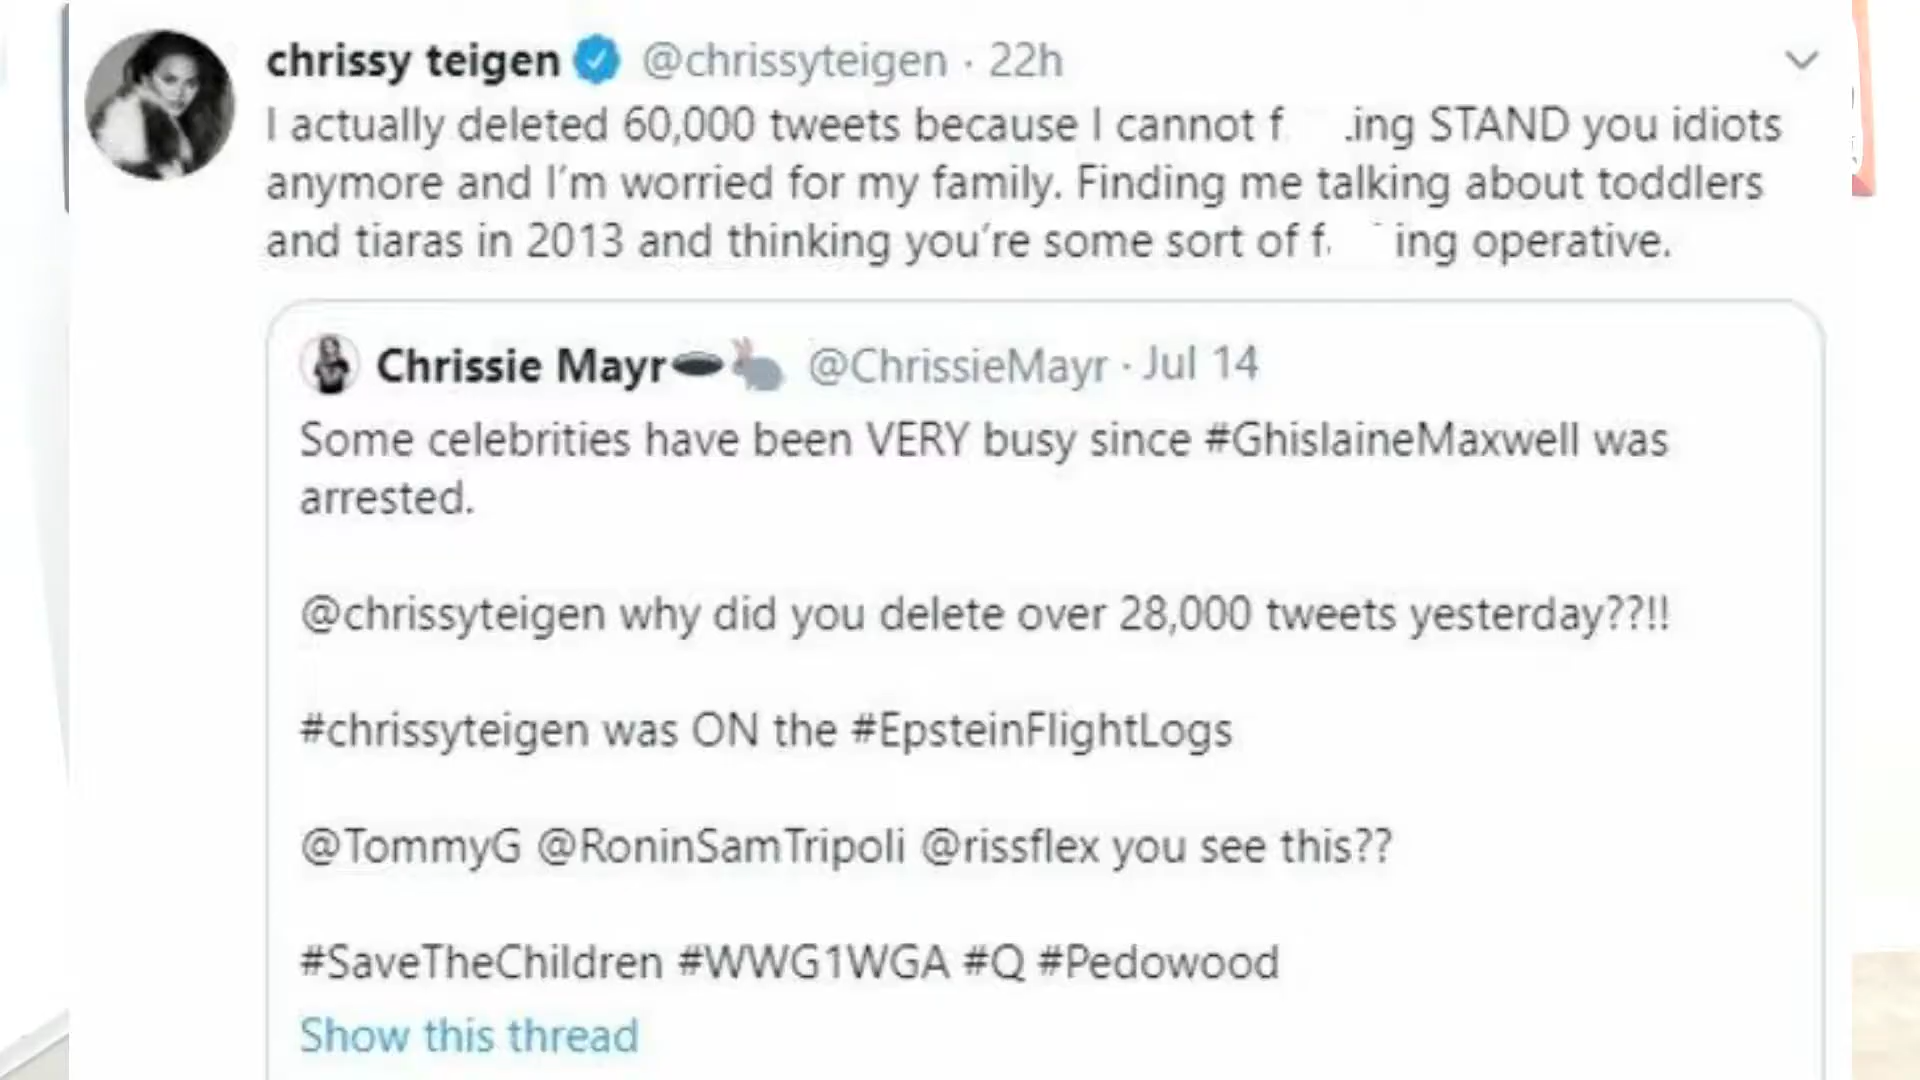 chrissy teigen @chrissyteigen · 22h
I actually deleted 60,000 tweets because I cannot f .ing STAND you idiots
anymore and I'm worried for my family. Finding me talking about toddlers
and tiaras in 2013 and thinking you're some sort of f. ing operative.
Chrissie Mayr @ChrissieMayr · Jul 14
Some celebrities have been VERY busy since #GhislaineMaxwell was
arrested.
@chrissyteigen why did you delete over 28,000 tweets yesterday??!!
#chrissyteigen was ON the #EpsteinFlightLogs
@TommyG @RoninSamTripoli @rissflex you see this??
#SaveTheChildren #WWG1WGA #Q #Pedowood
Show this thread